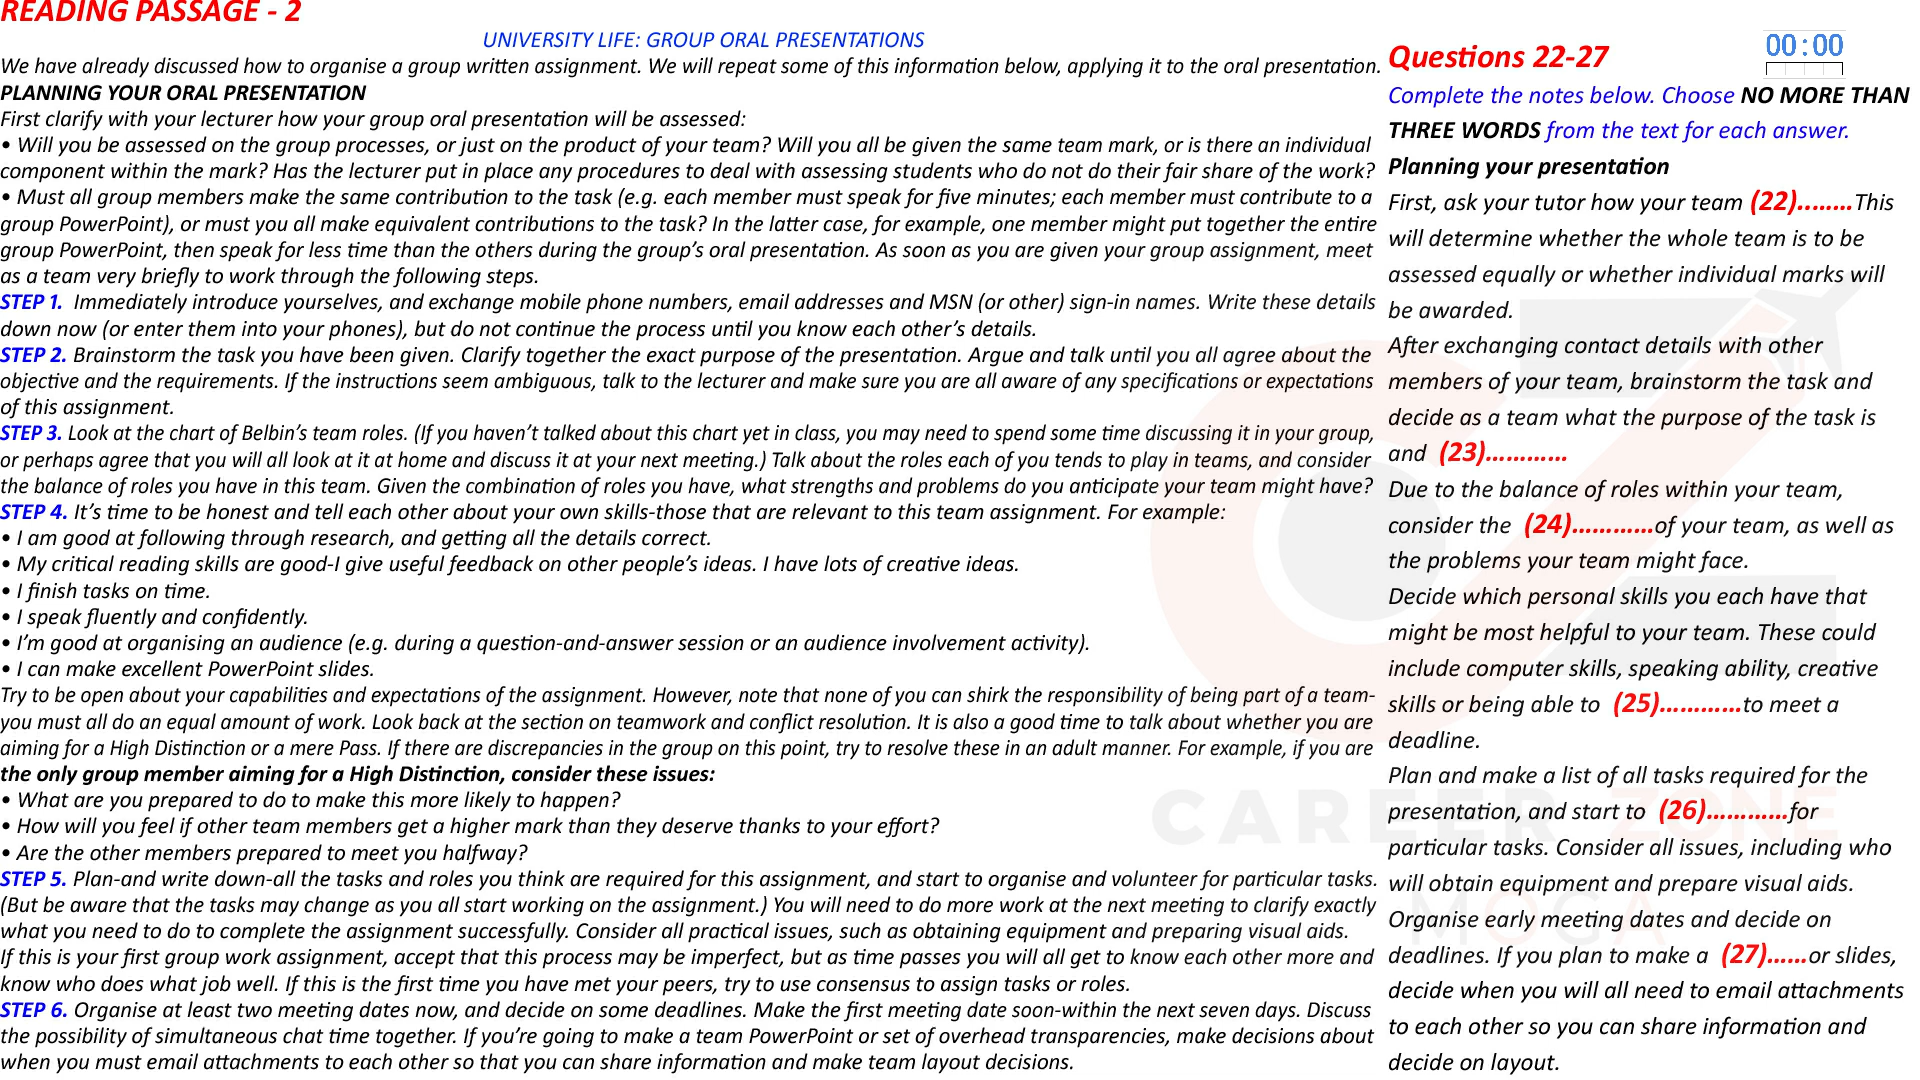 READING PASSAGE - 2
UNIVERSITY LIFE: GROUP ORAL PRESENTATIONS
We have already discussed how to organise a group written assignment. We will repeat some of this information below, applying it to the oral presentation.
PLANNING YOUR ORAL PRESENTATION
First clarify with your lecturer how your group oral presentation will be assessed:
• Will you be assessed on the group processes, or just on the product of your team? Will you all be given the same team mark, or is there an individual
component within the mark? Has the lecturer put in place any procedures to deal with assessing students who do not do their fair share of the work?
• Must all group members make the same contribution to the task (e.g. each member must speak for five minutes; each member must contribute to a
group PowerPoint), or must you all make equivalent contributions to the task? In the latter case, for example, one member might put together the entire
group PowerPoint, then speak for less time than the others during the group's oral presentation. As soon as you are given your group assignment, meet
as a team very briefly to work through the following steps.
STEP 1. Immediately introduce yourselves, and exchange mobile phone numbers, email addresses and MSN (or other) sign-in names. Write these details
down now (or enter them into your phones), but do not continue the process until you know each other's details.
STEP 2. Brainstorm the task you have been given. Clarify together the exact purpose of the presentation. Argue and talk until you all agree about the
objective and the requirements. If the instructions seem ambiguous, talk to the lecturer and make sure you are all aware of any specifications or expectations
of this assignment.
STEP 3. Look at the chart of Belbin's team roles. (If you haven't talked about this chart yet in class, you may need to spend some time discussing it in your group,
or perhaps agree that you will all look at it at home and discuss it at your next meeting.) Talk about the roles each of you tends to play in teams, and consider
the balance of roles you have in this team. Given the combination of roles you have, what strengths and problems do you anticipate your team might have?
STEP 4. It's time to be honest and tell each other about your own skills-those that are relevant to this team assignment. For example:
• I am good at following through research, and getting all the details correct.
• My critical reading skills are good-I give useful feedback on other people's ideas. I have lots of creative ideas.
• I finish tasks on time.
• I speak fluently and confidently.
• I'm good at organising an audience (e.g. during a question-and-answer session or an audience involvement activity).
• I can make excellent PowerPoint slides.
Try to be open about your capabilities and expectations of the assignment. However, note that none of you can shirk the responsibility of being part of a team-
you must all do an equal amount of work. Look back at the section on teamwork and conflict resolution. It is also a good time to talk about whether you are
aiming for a High Distinction or a mere Pass. If there are discrepancies in the group on this point, try to resolve these in an adult manner. For example, if you are
the only group member aiming for a High Distinction, consider these issues:
• What are you prepared to do to make this more likely to happen?
• How will you feel if other team members get a higher mark than they deserve thanks to your effort?
• Are the other members prepared to meet you halfway?
STEP 5. Plan-and write down-all the tasks and roles you think are required for this assignment, and start to organise and volunteer for particular tasks.
(But be aware that the tasks may change as you all start working on the assignment.) You will need to do more work at the next meeting to clarify exactly
what you need to do to complete the assignment successfully. Consider all practical issues, such as obtaining equipment and preparing visual aids.
If this is your first group work assignment, accept that this process may be imperfect, but as time passes you will all get to know each other more and
know who does what job well. If this is the first time you have met your peers, try to use consensus to assign tasks or roles.
STEP 6. Organise at least two meeting dates now, and decide on some deadlines. Make the first meeting date soon-within the next seven days. Discuss
the possibility of simultaneous chat time together. If you're going to make a team PowerPoint or set of overhead transparencies, make decisions about
when you must email attachments to each other so that you can share information and make team layout decisions.
00:00
Questions 22-27
Complete the notes below. Choose NO MORE THAN
THREE WORDS from the text for each answer.
Planning your presentation
First, ask your tutor how your team (22)........This
will determine whether the whole team is to be
assessed equally or whether individual marks will
be awarded.
After exchanging contact details with other
members of your team, brainstorm the task and
decide as a team what the purpose of the task is
and (23)............
Due to the balance of roles within your team,
consider the (24)............of your team, as well as
the problems your team might face.
Decide which personal skills you each have that
might be most helpful to your team. These could
include computer skills, speaking ability, creative
skills or being able to (25)............to meet a
deadline.
Plan and make a list of all tasks required for the
presentation, and start to (26)............for
particular tasks. Consider all issues, including who
will obtain equipment and prepare visual aids.
Organise early meeting dates and decide on
deadlines. If you plan to make a (27)......or slides,
decide when you will all need to email attachments
to each other so you can share information and
decide on layout.
CAREER ZONE
MOGA